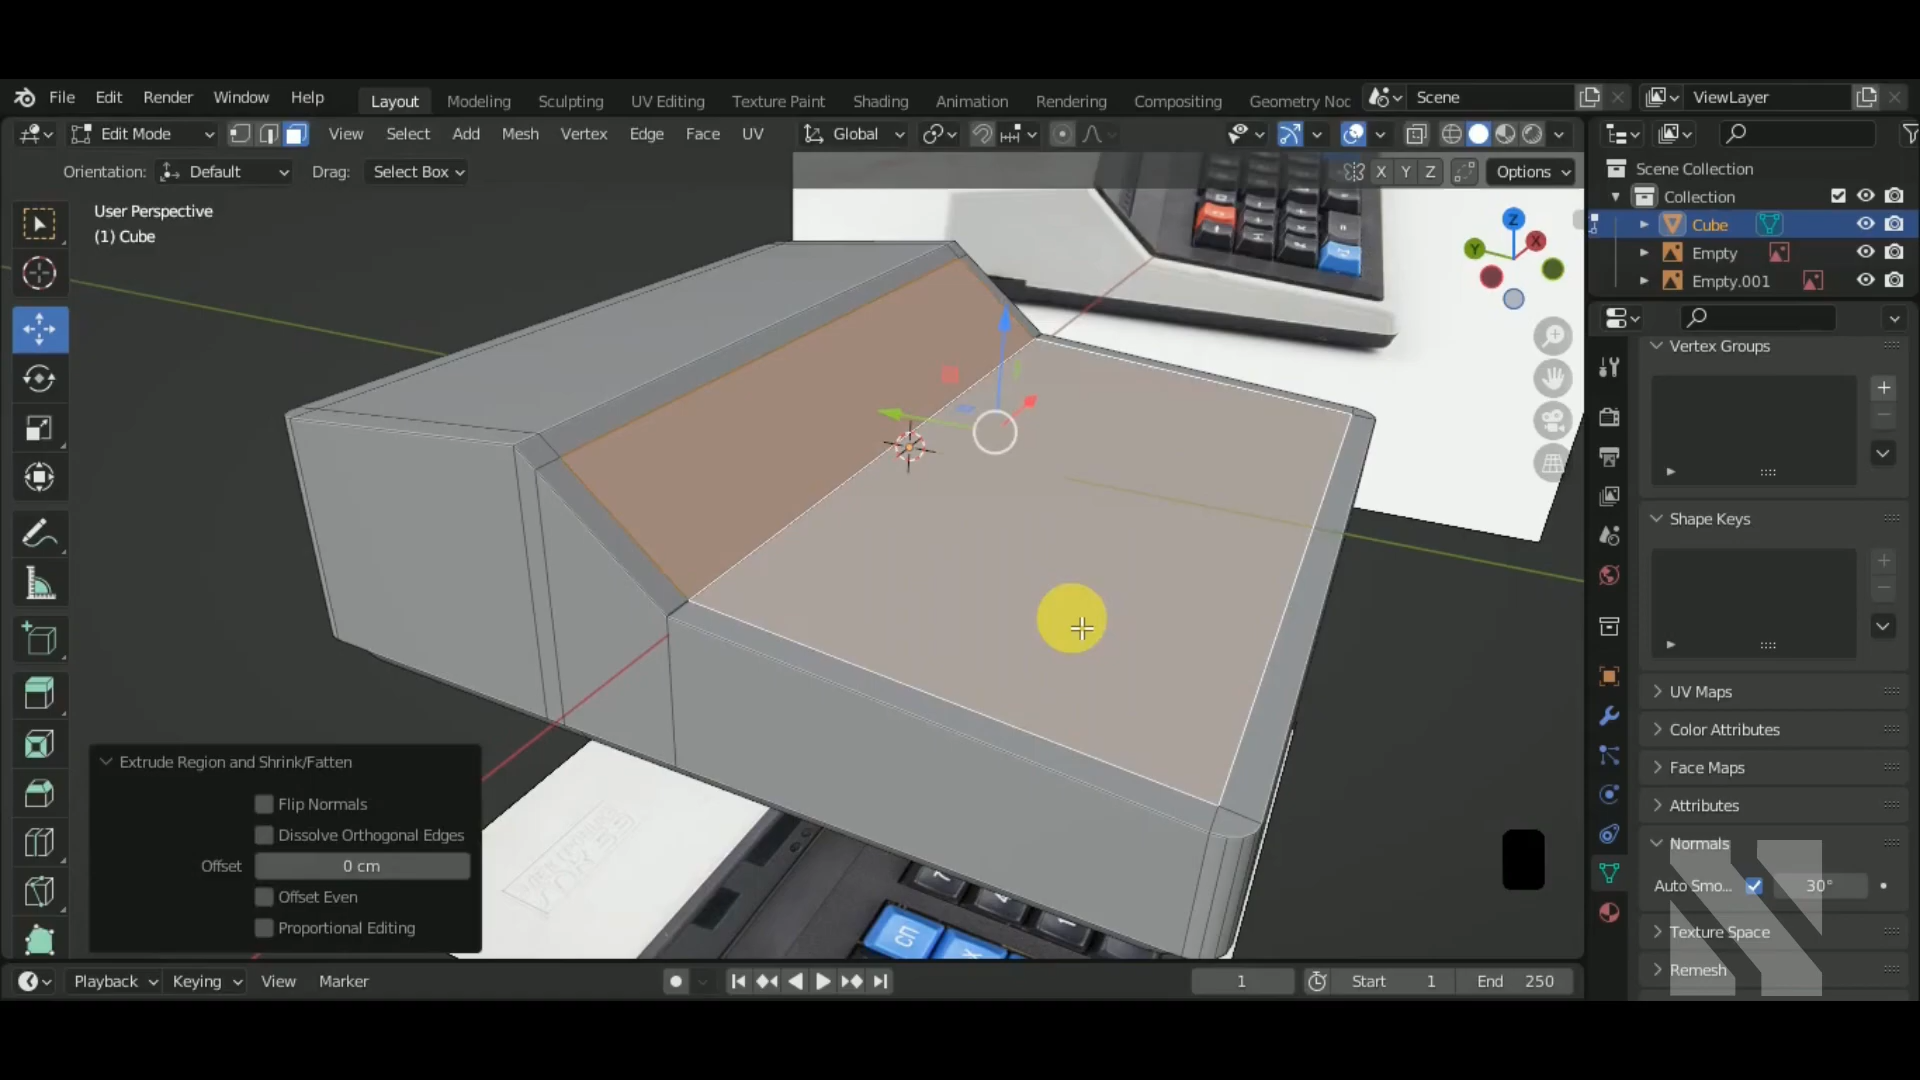 File Edit Render Window Help Layout Modeling Sculpting UV Editing Texture Paint Shading Animation Rendering Compositing Geometry Noc Scene ViewLayer
Edit Mode View Select Add Mesh Vertex Edge Face UV Global
Orientation: Default Drag: Select Box X Y Z Options
Scene Collection
Collection
Cube
Empty
Empty.001
User Perspective
(1) Cube
Z
X
Y
Vertex Groups
Shape Keys
UV Maps
Color Attributes
Face Maps
Attributes
Normals
Auto Smo... 30°
Texture Space
Remesh
Extrude Region and Shrink/Fatten
Flip Normals
Dissolve Orthogonal Edges
Offset 0 cm
Offset Even
Proportional Editing
СП
Playback Keying View Marker 1 Start 1 End 250